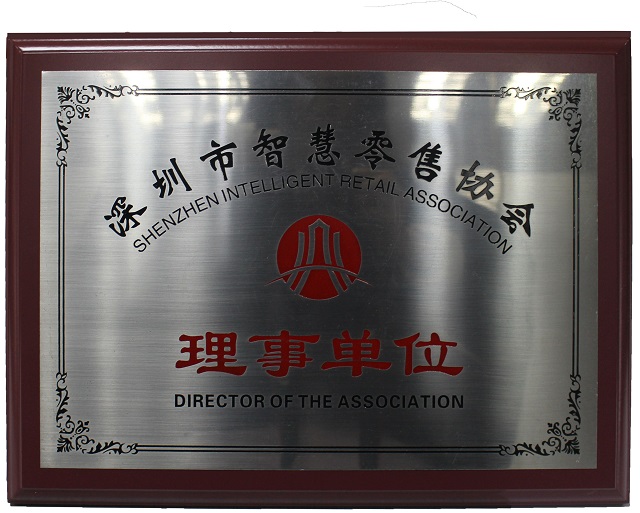 深圳市智慧零售协会
SHENZHEN INTELLIGENT RETAIL ASSOCIATION
理事单位
DIRECTOR OF THE ASSOCIATION